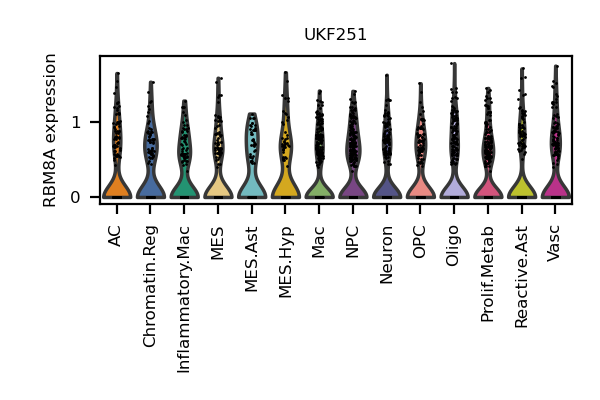 UKF251
RBM8A expression
1
0
AC
Chromatin.Reg
Inflammatory.Mac
MES
MES.Ast
MES.Hyp
Mac
NPC
Neuron
OPC
Oligo
Prolif.Metab
Reactive.Ast
Vasc